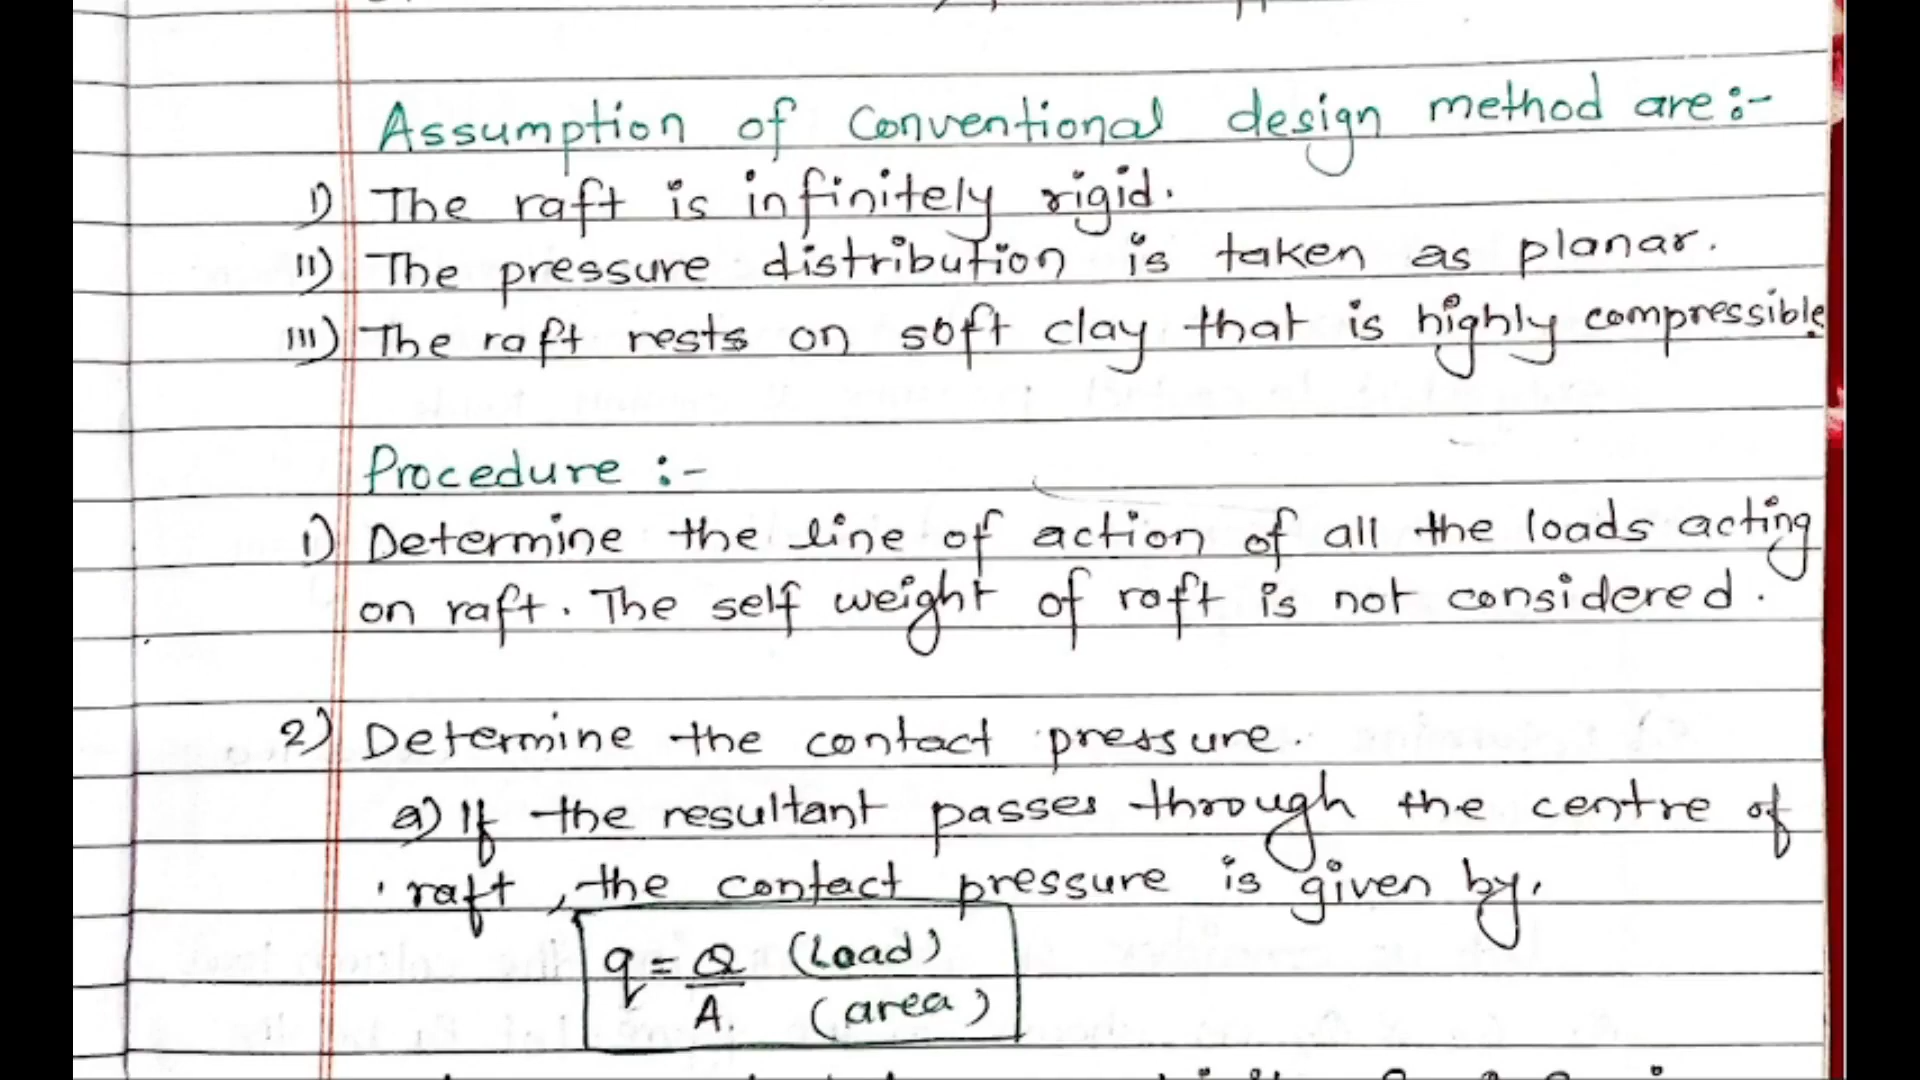 Assumption of conventional design method are:-
I) The raft is infinitely rigid.
II) The pressure distribution is taken as planar.
III) The raft rests on soft clay that is highly compressible.
Procedure :-
1) Determine the line of action of all the loads acting
on raft. The self weight of raft is not considered.
2) Determine the contact pressure.
a) If the resultant passes through the centre of
raft, the contact pressure is given by,
q = Q (Load)
A. (area)